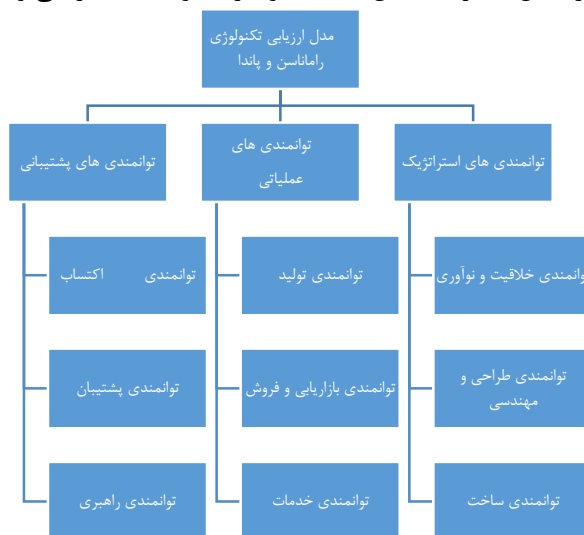 مدل ارزیابی تکنولوژی
راماناسن و پاندا
توانمندی های استراتژیک
توانمندی های
عملیاتی
توانمندی های پشتیبانی
توانمندی خلاقیت و نوآوری
توانمندی تولید
توانمندی اکتساب
توانمندی طراحی و
مهندسی
توانمندی بازاریابی و فروش
توانمندی پشتیبان
توانمندی ساخت
توانمندی خدمات
توانمندی راهبری